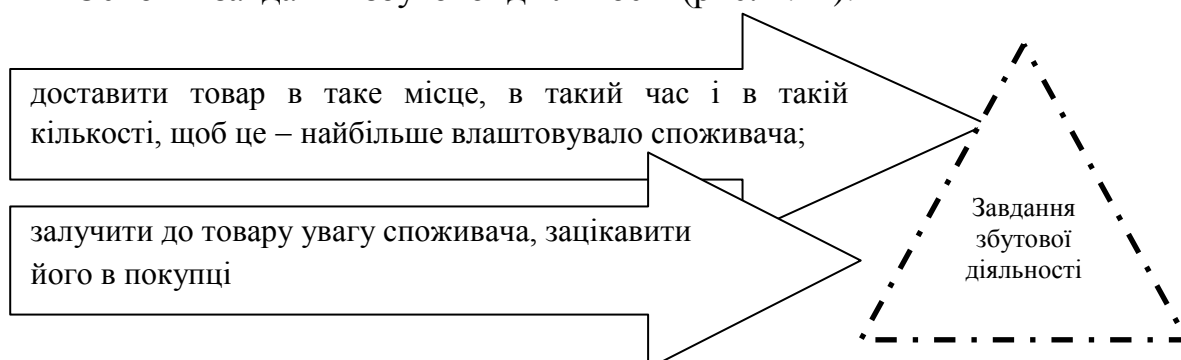 доставити товар в таке місце, в такий час і в такій
кількості, щоб це – найбільше влаштовувало споживача;
залучити до товару увагу споживача, зацікавити
його в покупці
Завдання
збутової
діяльності